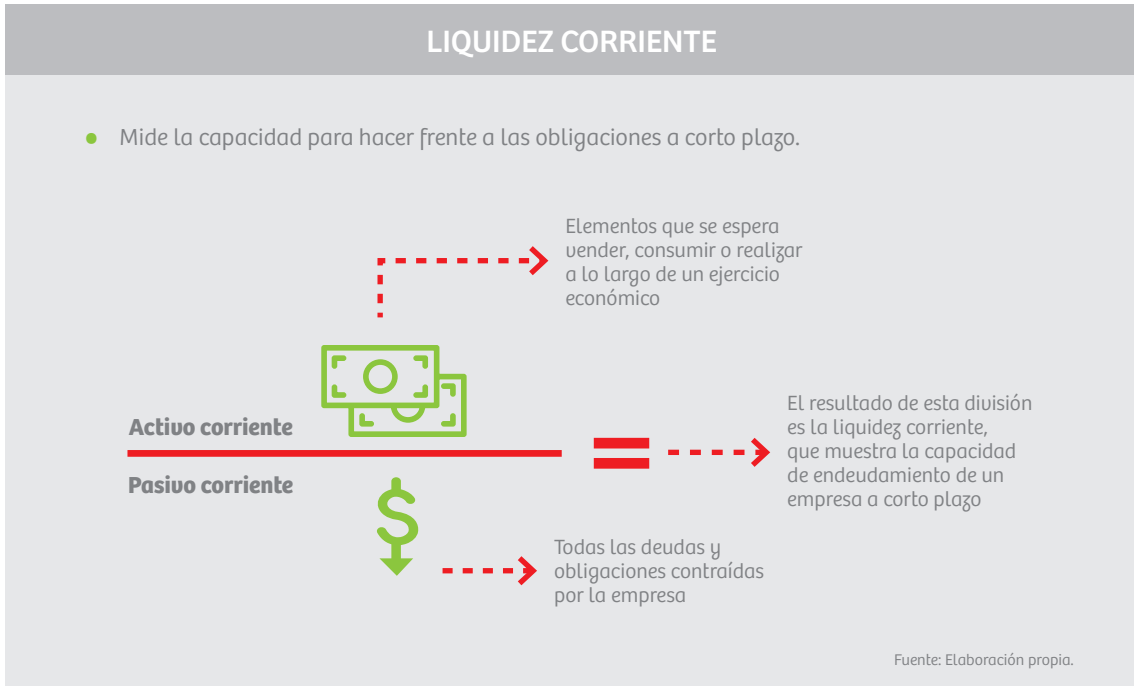 LIQUIDEZ CORRIENTE
• Mide la capacidad para hacer frente a las obligaciones a corto plazo.
Elementos que se espera
vender, consumir o realizar
a lo largo de un ejercicio
económico
Activo corriente
Pasivo corriente
=
El resultado de esta división
es la liquidez corriente,
que muestra la capacidad
de endeudamiento de un
empresa a corto plazo
$
Todas las deudas y
obligaciones contraídas
por la empresa
Fuente: Elaboración propia.